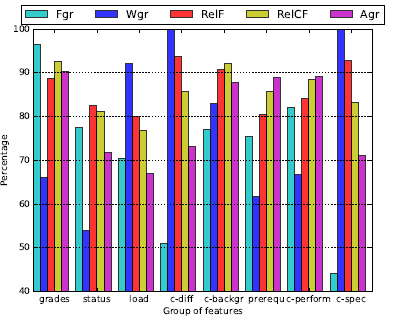 Fgr Wgr RelF RelCF Agr
100
90
80
70
60
50
40
Percentage
grades status load c-diff c-backgr prerequ c-perform c-spec
Group of features